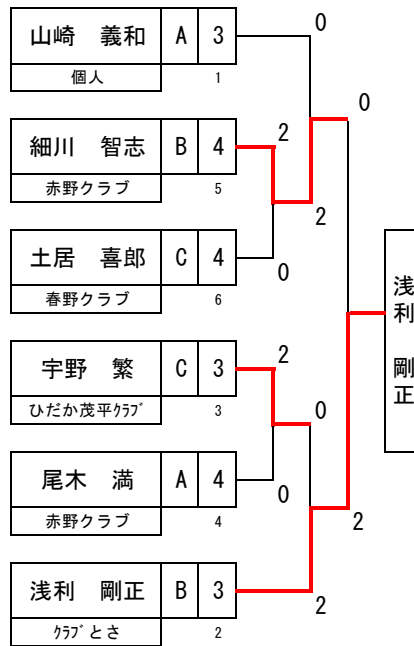 山崎　義和 A 3
0
個人 1
0
細川　智志 B 4
2
赤野クラブ 5
2
土居　喜郎 C 4
0
春野クラブ 6
浅利　剛正
宇野　繁 C 3
2
ひだか茂平ｸﾗﾌﾞ 3
0
尾木　満 A 4
0
赤野クラブ 4
2
浅利　剛正 B 3
2
ｸﾗﾌﾞとさ 2